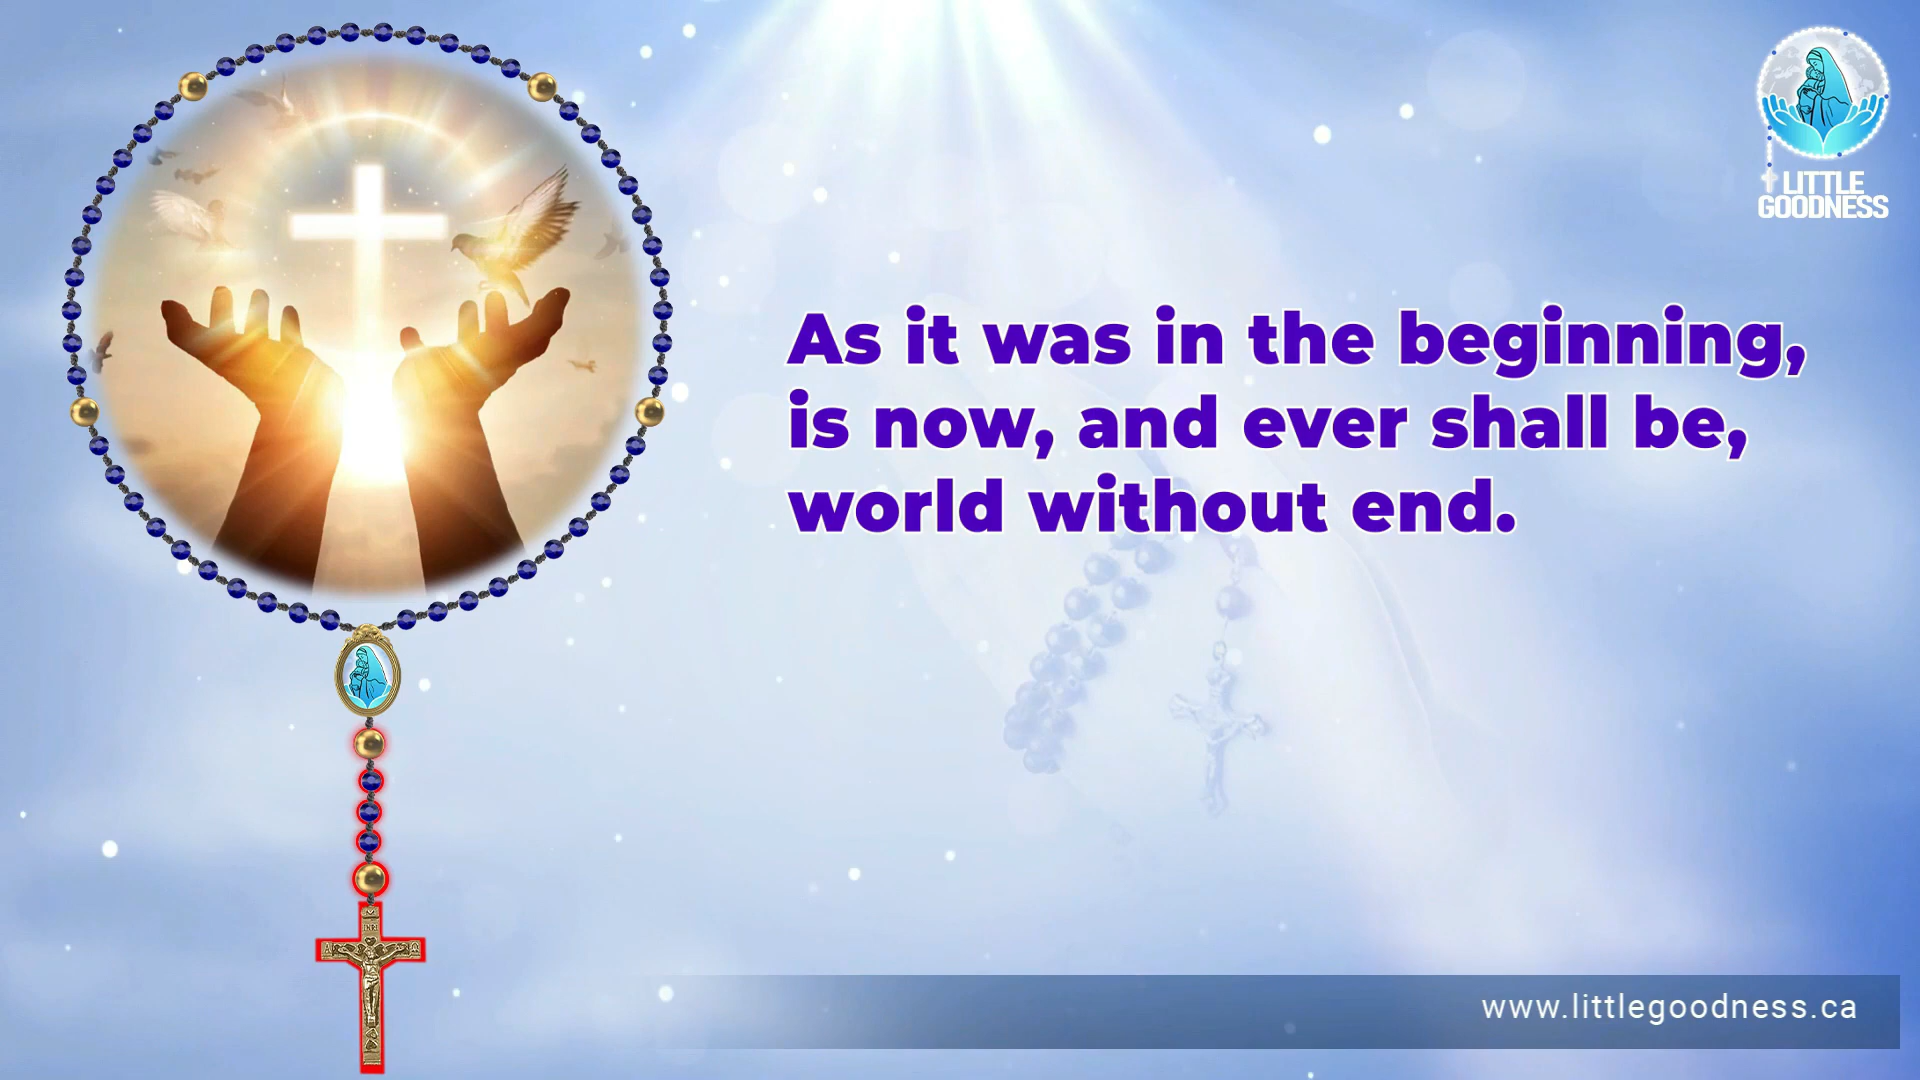 LITTLE
GOODNESS
As it was in the beginning,
is now, and ever shall be,
world without end.
INRI
www.littlegoodness.ca